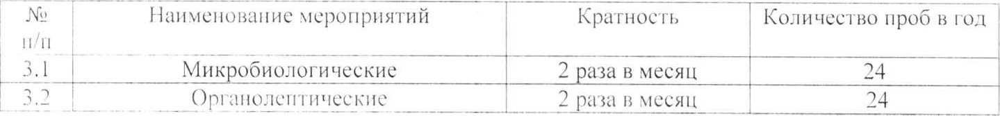 № Наименование мероприятий Кратность Количество проб в год
п/п
3.1 Микробиологические 2 раза в месяц 24
3.2 Органолептические 2 раза в месяц 24